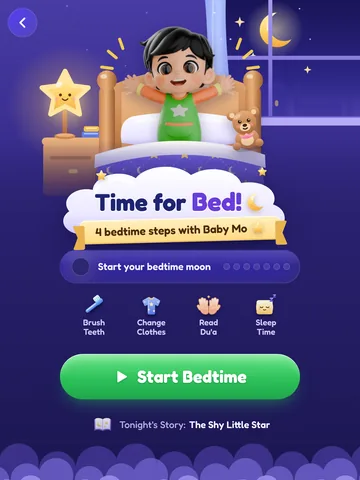 Time for Bed!
4 bedtime steps with Baby Mo
Start your bedtime moon
Brush
Teeth
Change
Clothes
Read
Du'a
Sleep
Time
Start Bedtime
Tonight's Story: The Shy Little Star